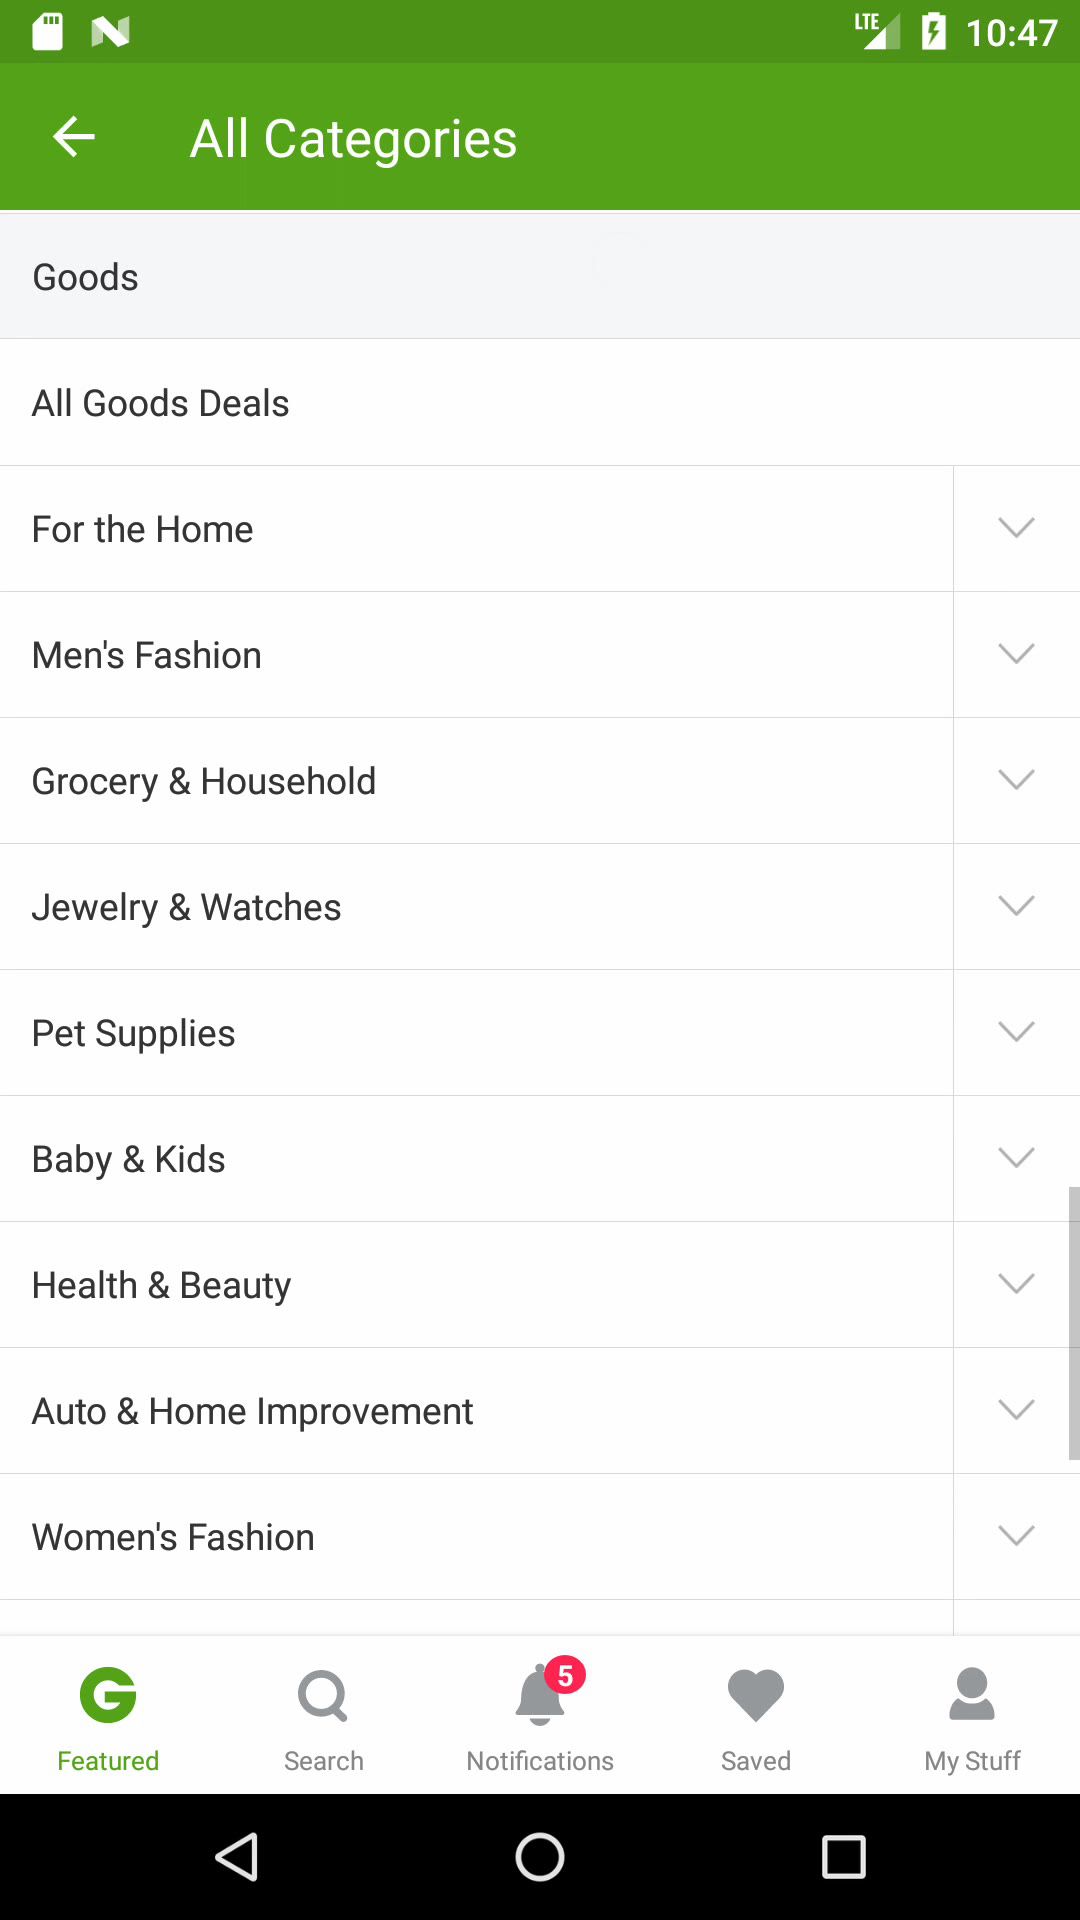 LTE 10:47
All Categories
Goods
All Goods Deals
For the Home
Men's Fashion
Grocery & Household
Jewelry & Watches
Pet Supplies
Baby & Kids
Health & Beauty
Auto & Home Improvement
Women's Fashion
5
Featured Search Notifications Saved My Stuff